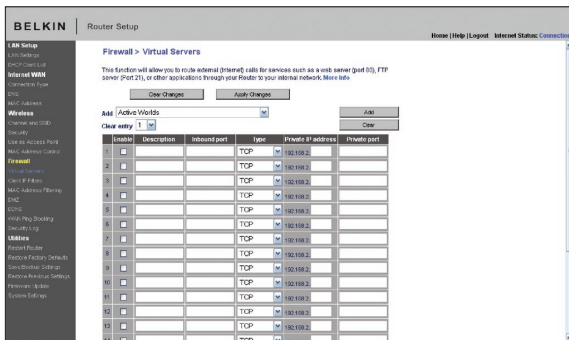 BELKIN
Router Setup
Home | Help | Logout Internet Status: Connection
LAN Setup
LAN Settings
DHCP Client List
Internet WAN
Connection Type
DNS
MAC Address
Wireless
Channel and SSID
Security
Use as Access Point
MAC Address Control
Firewall
Virtual Servers
Client IP Filters
MAC Address Filtering
DMZ
DDNS
WAN Ping Blocking
Security Log
Utilities
Restart Router
Restore Factory Defaults
Save/Backup Settings
Restore Previous Settings
Firmware Update
System Settings
Firewall > Virtual Servers
This function will allow you to route external (Internet) calls for services such as a web server (port 80), FTP
server (Port 21), or other applications through your Router to your internal network. More Info
Clear Changes Apply Changes
Add Active Worlds Add
Clear entry 1 Clear
Enable Description Inbound port Type Private IP address Private port
1 TCP 192.168.2.
2 TCP 192.168.2.
3 TCP 192.168.2.
4 TCP 192.168.2.
5 TCP 192.168.2.
6 TCP 192.168.2.
7 TCP 192.168.2.
8 TCP 192.168.2.
9 TCP 192.168.2.
10 TCP 192.168.2.
11 TCP 192.168.2.
12 TCP 192.168.2.
13 TCP 192.168.2.